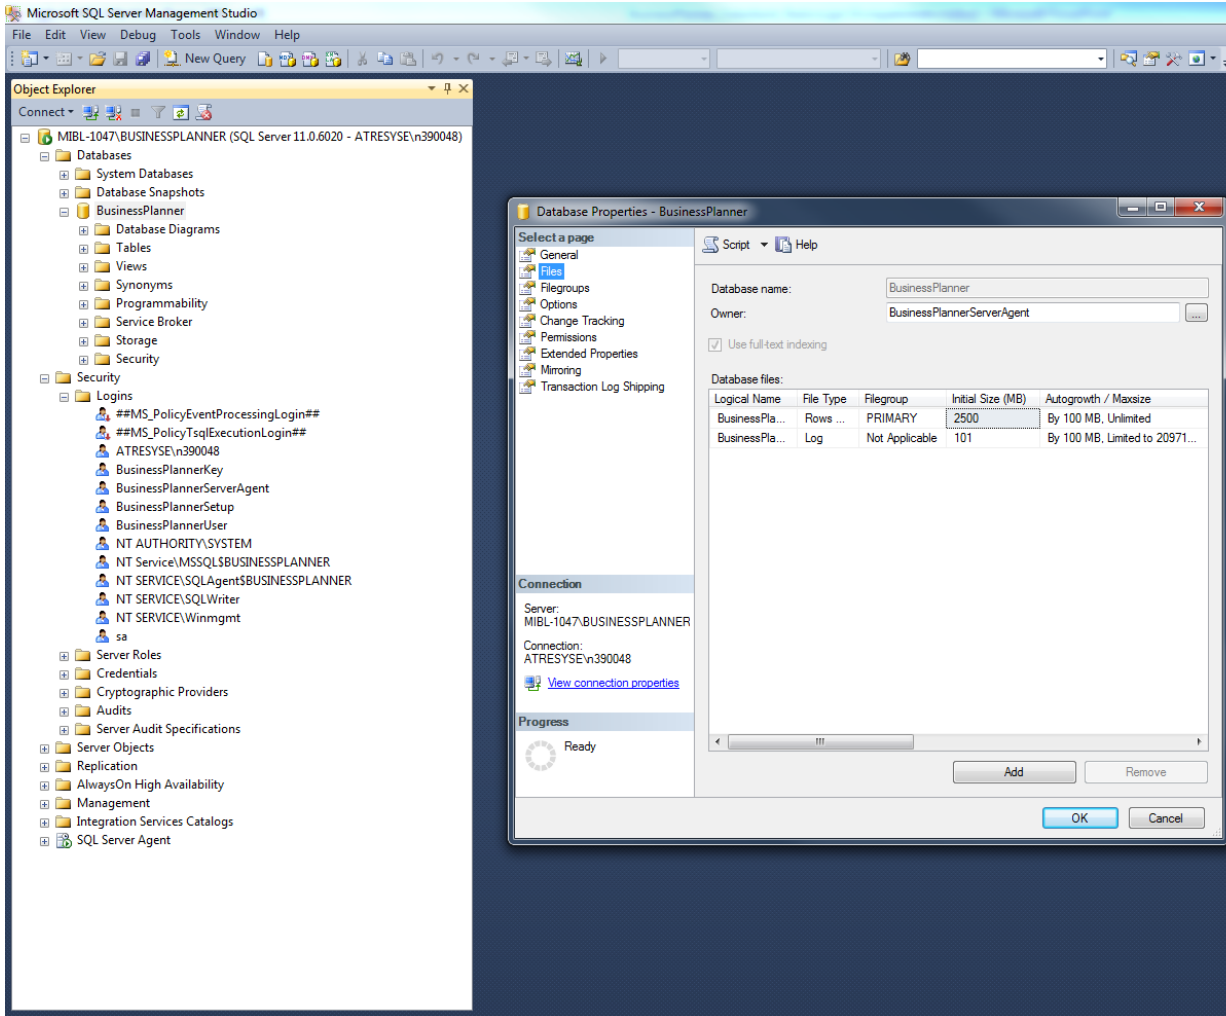 Microsoft SQL Server Management Studio
File Edit View Debug Tools Window Help
New Query
Object Explorer
Connect
MIBL-1047\BUSINESSPLANNER (SQL Server 11.0.6020 - ATRESYSE\n390048)
Databases
System Databases
Database Snapshots
BusinessPlanner
Database Diagrams
Tables
Views
Synonyms
Programmability
Service Broker
Storage
Security
Security
Logins
##MS_PolicyEventProcessingLogin##
##MS_PolicyTsqlExecutionLogin##
ATRESYSE\n390048
BusinessPlannerKey
BusinessPlannerServerAgent
BusinessPlannerSetup
BusinessPlannerUser
NT AUTHORITY\SYSTEM
NT Service\MSSQL$BUSINESSPLANNER
NT SERVICE\SQLAgent$BUSINESSPLANNER
NT SERVICE\SQLWriter
NT SERVICE\Winmgmt
sa
Server Roles
Credentials
Cryptographic Providers
Audits
Server Audit Specifications
Server Objects
Replication
AlwaysOn High Availability
Management
Integration Services Catalogs
SQL Server Agent
Database Properties - BusinessPlanner
Select a page
General
Files
Filegroups
Options
Change Tracking
Permissions
Extended Properties
Mirroring
Transaction Log Shipping
Connection
Server:
MIBL-1047\BUSINESSPLANNER
Connection:
ATRESYSE\n390048
View connection properties
Progress
Ready
Script Help
Database name: BusinessPlanner
Owner: BusinessPlannerServerAgent ...
Use full-text indexing
Database files:
Logical Name File Type Filegroup Initial Size (MB) Autogrowth / Maxsize
BusinessPla... Rows ... PRIMARY 2500 By 100 MB, Unlimited
BusinessPla... Log Not Applicable 101 By 100 MB, Limited to 20971...
Add Remove
OK Cancel